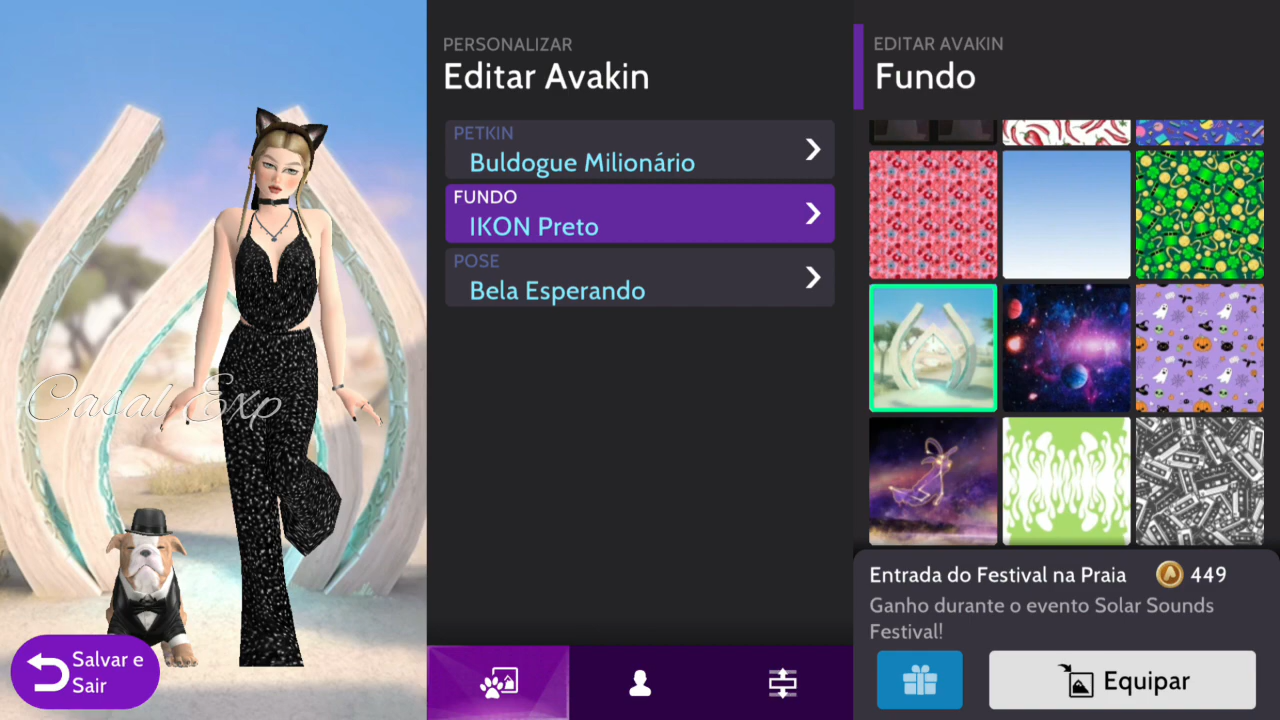 Casal Exp
Salvar e
Sair
PERSONALIZAR
Editar Avakin
PETKIN
Buldogue Milionário
FUNDO
IKON Preto
POSE
Bela Esperando
EDITAR AVAKIN
Fundo
Entrada do Festival na Praia 449
Ganho durante o evento Solar Sounds
Festival!
Equipar